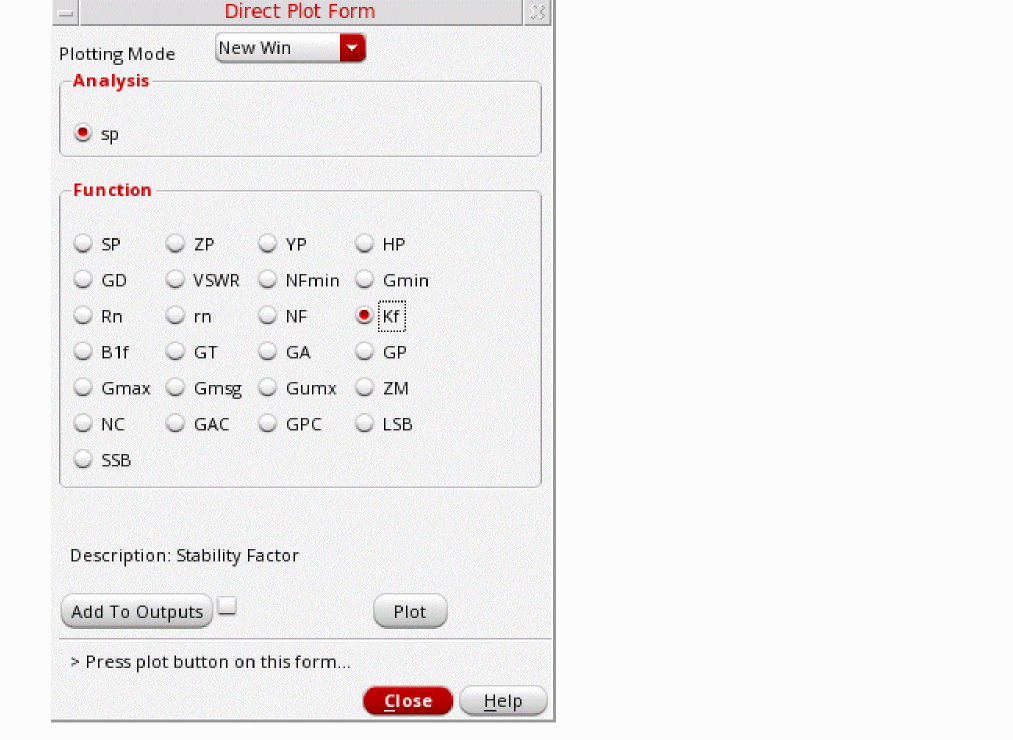 Direct Plot Form
Plotting Mode New Win
Analysis
sp
Function
SP ZP YP HP
GD VSWR NFmin Gmin
Rn rn NF Kf
B1f GT GA GP
Gmax Gmsg Gumx ZM
NC GAC GPC LSB
SSB
Description: Stability Factor
Add To Outputs Plot
> Press plot button on this form...
Close Help